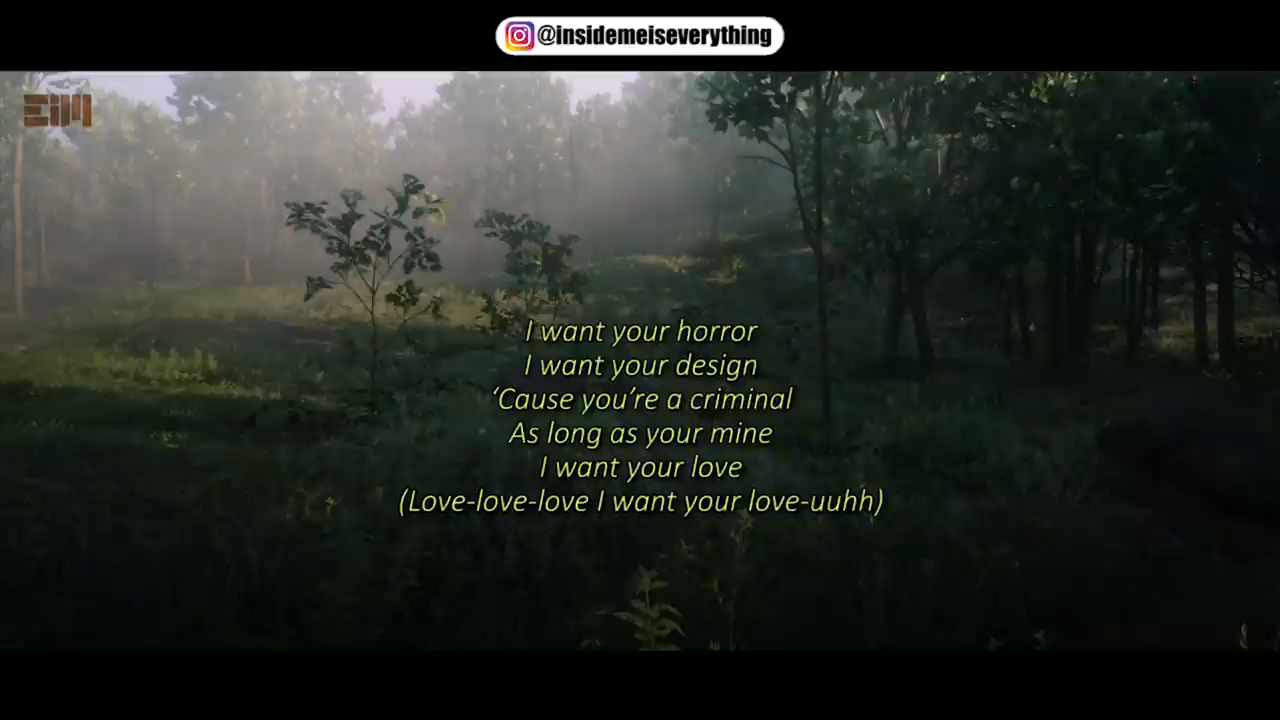 @insidemeiseverything
EiM
I want your horror
I want your design
‘Cause you’re a criminal
As long as your mine
I want your love
(Love-love-love I want your love-uuhh)